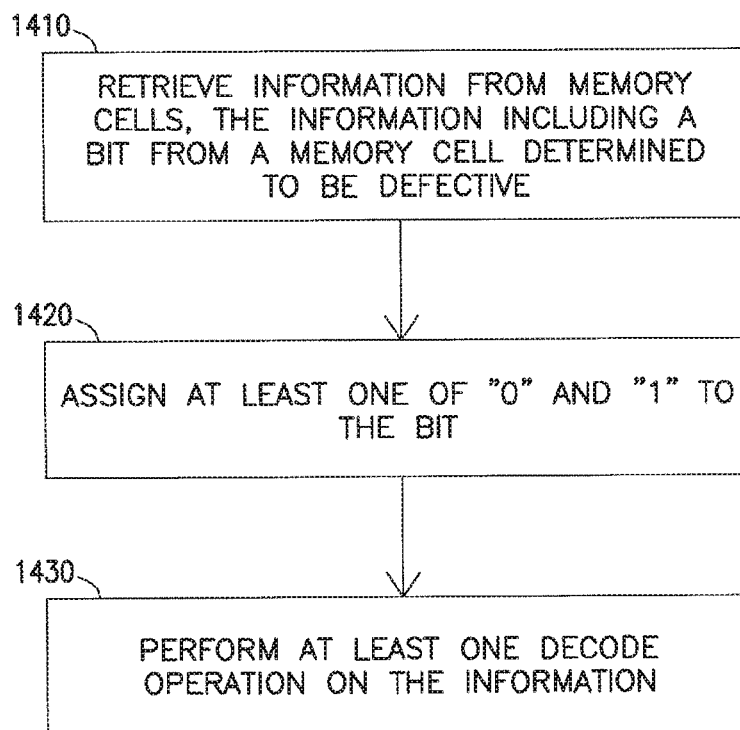 1410
RETRIEVE INFORMATION FROM MEMORY
CELLS, THE INFORMATION INCLUDING A
BIT FROM A MEMORY CELL DETERMINED
TO BE DEFECTIVE
1420
ASSIGN AT LEAST ONE OF "0" AND "1" TO
THE BIT
1430
PERFORM AT LEAST ONE DECODE
OPERATION ON THE INFORMATION